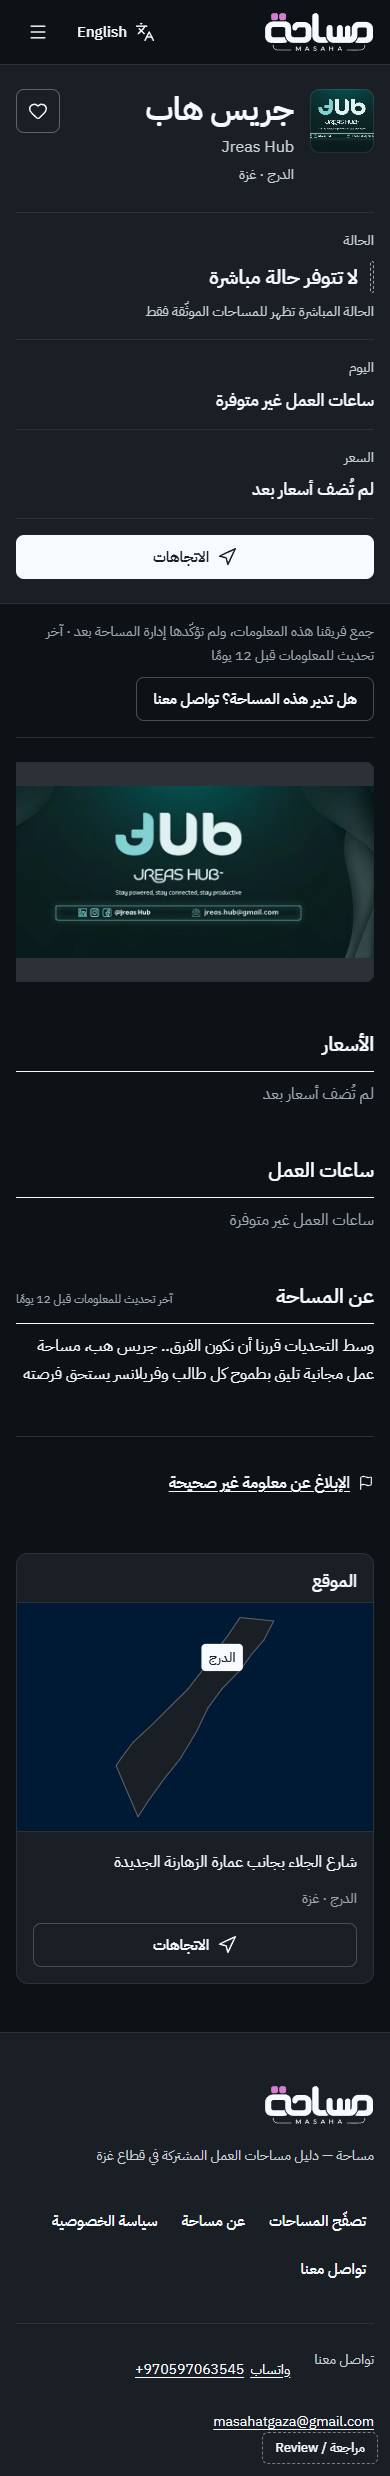 مساحة
MASAHA
English
جريس هاب
Jreas Hub
الدرج · غزة
الحالة
لا تتوفر حالة مباشرة
الحالة المباشرة تظهر للمساحات الموثّقة فقط
اليوم
ساعات العمل غير متوفرة
السعر
لم تُضف أسعار بعد
الاتجاهات
جمع فريقنا هذه المعلومات، ولم تؤكّدها إدارة المساحة بعد · آخر
تحديث للمعلومات قبل 12 يومًا
هل تدير هذه المساحة؟ تواصل معنا
JREAS HUB
Stay powered, stay connected, stay productive
@Jreas Hub
jreas.hub@gmail.com
الأسعار
لم تُضف أسعار بعد
ساعات العمل
ساعات العمل غير متوفرة
عن المساحة
آخر تحديث للمعلومات قبل 12 يومًا
وسط التحديات قررنا أن نكون الفرق.. جريس هب، مساحة
عمل مجانية تليق بطموح كل طالب وفريلانسر يستحق فرصته
الإبلاغ عن معلومة غير صحيحة
الموقع
الدرج
شارع الجلاء بجانب عمارة الزهارنة الجديدة
الدرج · غزة
الاتجاهات
مساحة
MASAHA
مساحة — دليل مساحات العمل المشتركة في قطاع غزة
تصفّح المساحات
عن مساحة
سياسة الخصوصية
تواصل معنا
تواصل معنا
واتساب +970597063545
masahatgaza@gmail.com
مراجعة / Review